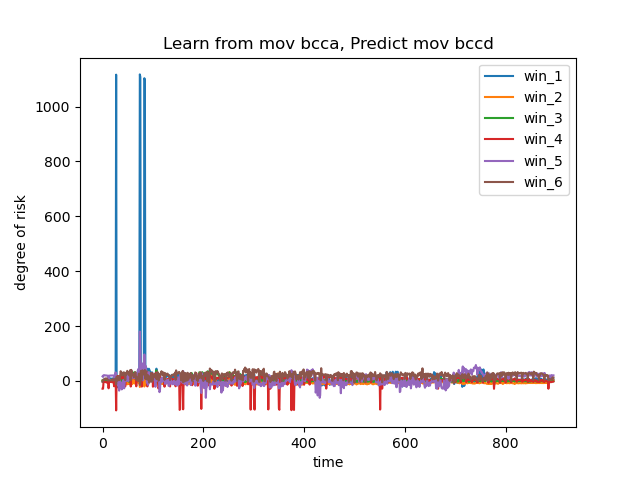 Learn from mov bcca, Predict mov bccd
win_1
win_2
win_3
win_4
win_5
win_6
1000
800
600
400
200
0
degree of risk
0 200 400 600 800
time